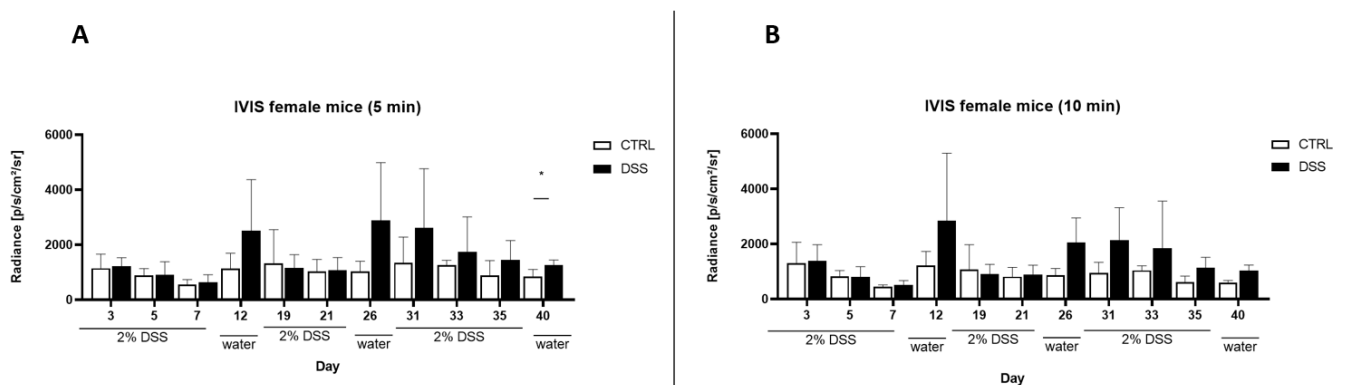 A
IVIS female mice (5 min)
Radiance [p/s/cm²/sr]
6000
4000
2000
0
CTRL
DSS
*
3 5 7 12 19 21 26 31 33 35 40
2% DSS water 2% DSS water 2% DSS water
Day
B
IVIS female mice (10 min)
Radiance [p/s/cm²/sr]
6000
4000
2000
0
CTRL
DSS
3 5 7 12 19 21 26 31 33 35 40
2% DSS water 2% DSS water 2% DSS water
Day